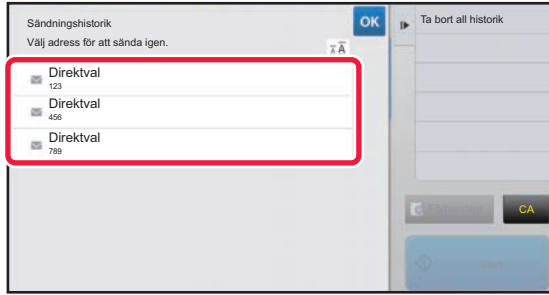 Sändningshistorik
OK
Ta bort all historik
Välj adress för att sända igen.
Direktval
123
Direktval
456
Direktval
789
CA
Start